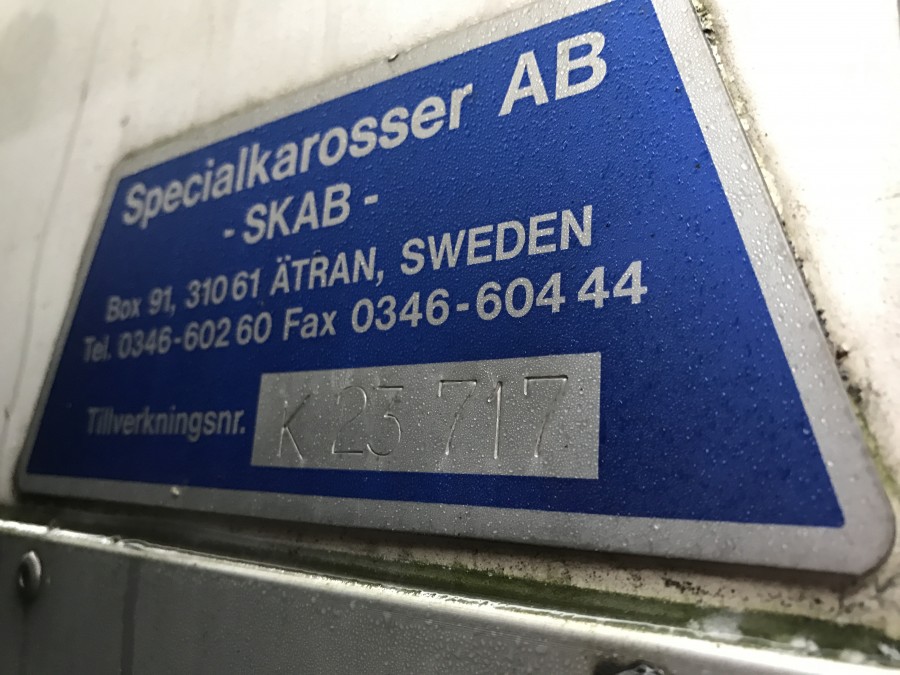 Specialkarosser AB
- SKAB -
Box 91, 310 61 ÄTRAN, SWEDEN
Tel. 0346-602 60 Fax 0346-604 44
Tillverkningsnr. K 23 717